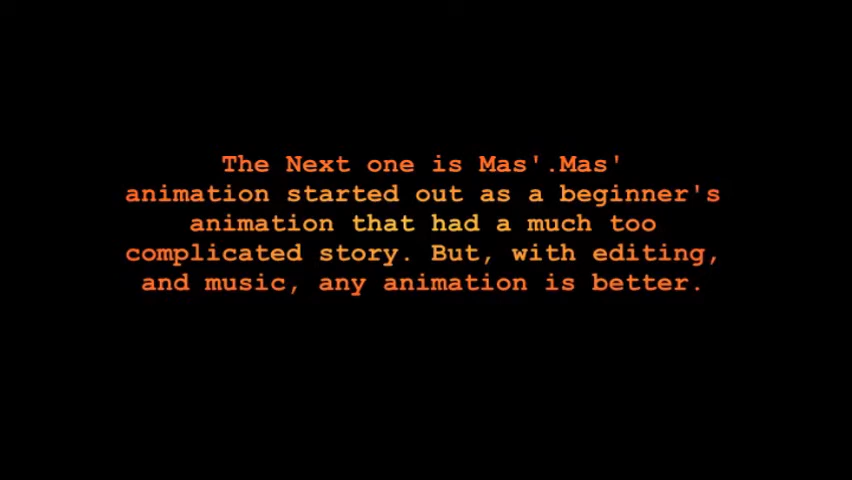 The Next one is Mas'.Mas'
animation started out as a beginner's
animation that had a much too
complicated story. But, with editing,
and music, any animation is better.